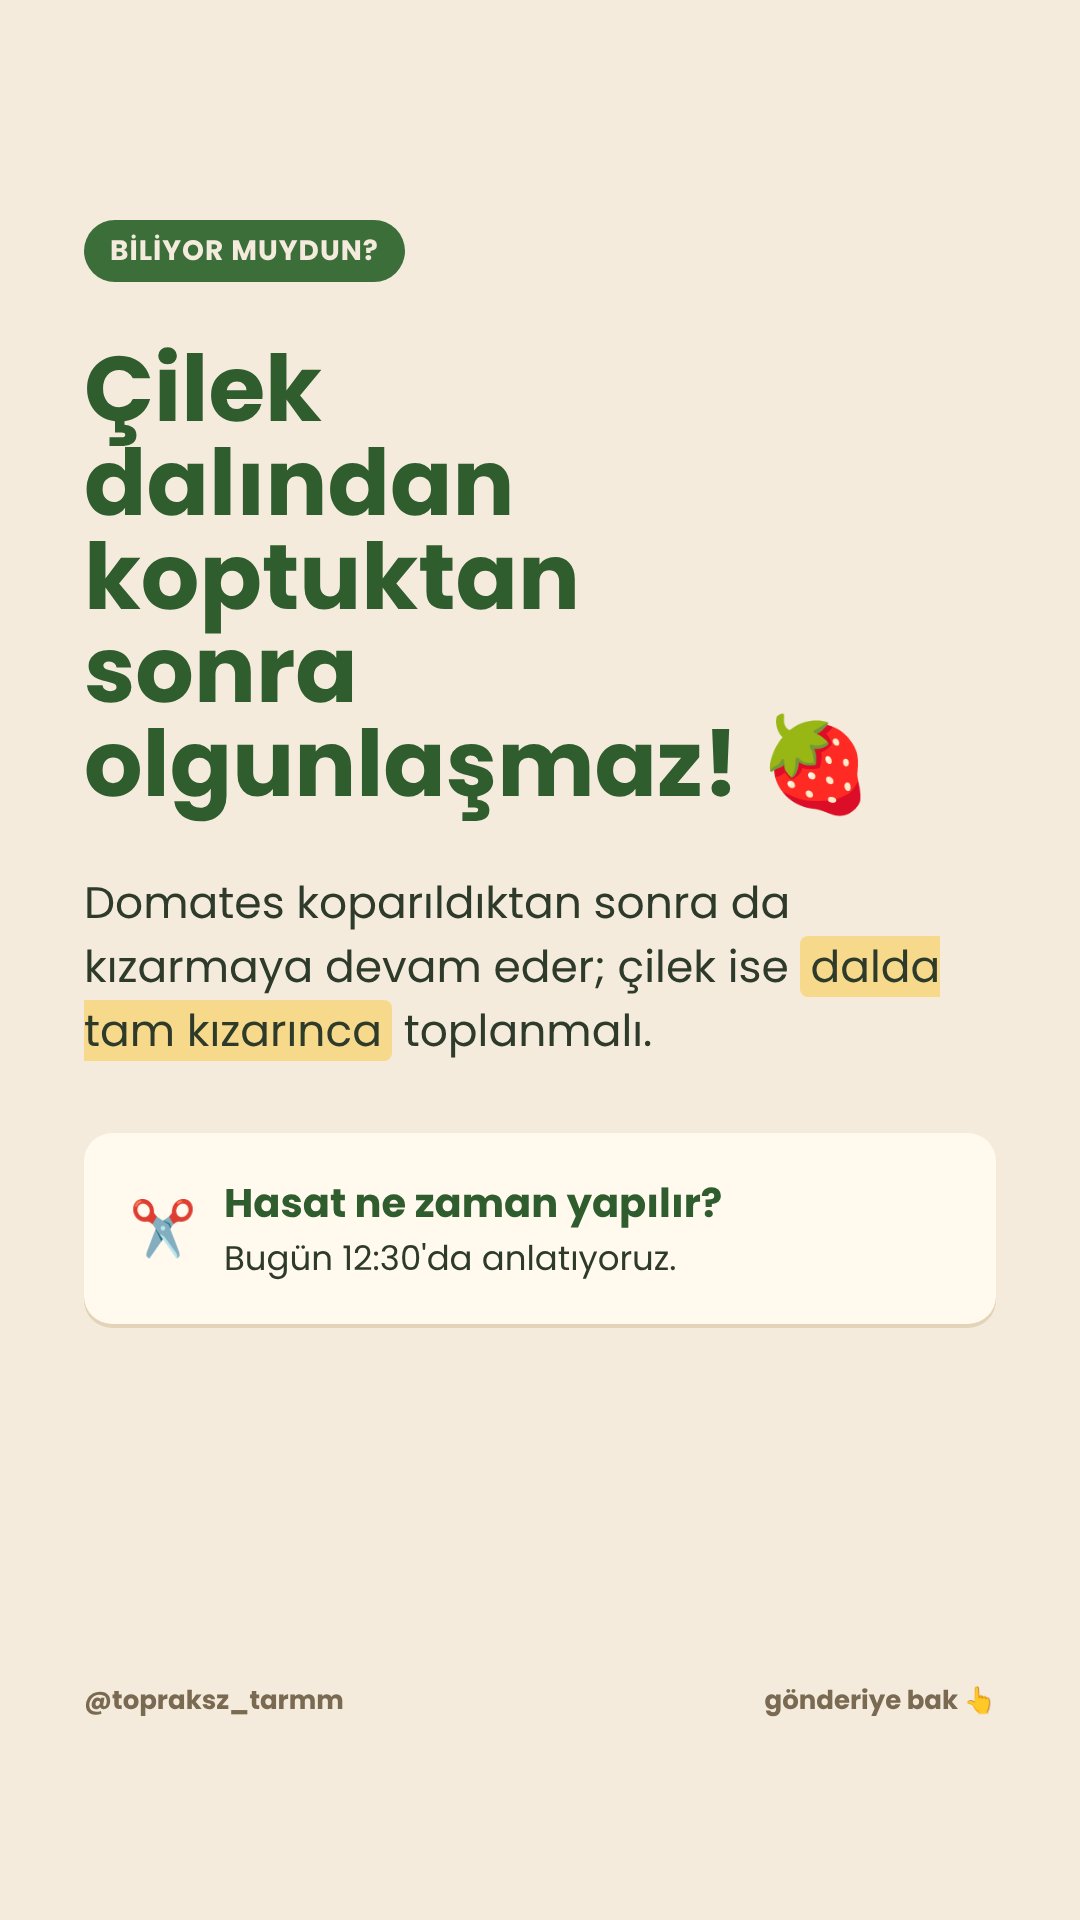 BİLİYOR MUYDUN?
Çilek
dalından
koptuktan
sonra
olgunlaşmaz! 🍓
Domates koparıldıktan sonra da
kızarmaya devam eder; çilek ise dalda
tam kızarınca toplanmalı.
✂️ Hasat ne zaman yapılır?
Bugün 12:30'da anlatıyoruz.
@topraksz_tarmm
gönderiye bak 👆